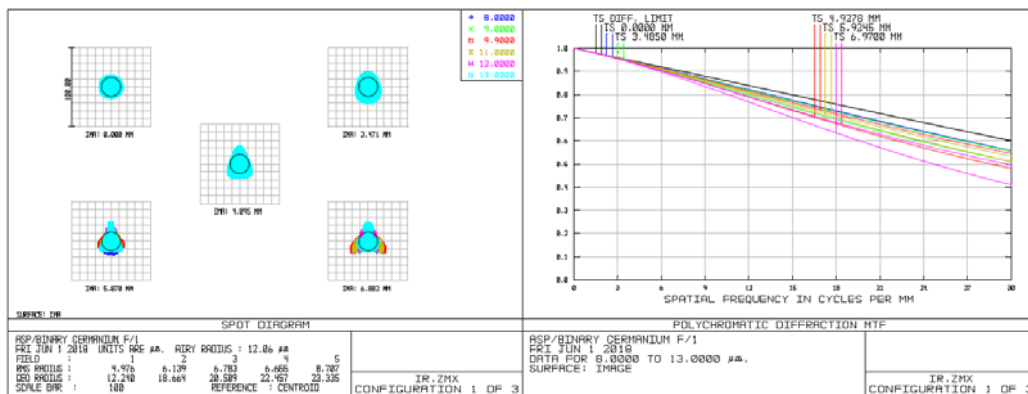 + 8.0000
× 9.0000
□ 9.9000
⧖ 11.0000
⋈ 12.0000
13.0000
100.00
IMA: 0.000 MM
IMA: 3.471 MM
IMA: 4.895 MM
IMA: 5.870 MM
IMA: 6.882 MM
SURFACE: IMA
SPOT DIAGRAM
ASP/BINARY GERMANIUM F/1
FRI JUN 1 2018 UNITS ARE µm. AIRY RADIUS : 12.06 µm
FIELD : 1 2 3 4 5
RMS RADIUS : 4.976 6.139 6.783 6.665 8.707
GEO RADIUS : 12.240 18.664 20.509 22.457 23.335
SCALE BAR : 100 REFERENCE : CENTROID
IR.ZMX
CONFIGURATION 1 OF 3
TS DIFF. LIMIT
TS 0.0000 MM
TS 3.4850 MM
TS 4.9278 MM
TS 5.9245 MM
TS 6.9700 MM
1.0
0.9
0.8
0.7
0.6
0.5
0.4
0.3
0.2
0.1
0.0
0 3 6 9 12 15 18 21 24 27 30
SPATIAL FREQUENCY IN CYCLES PER MM
POLYCHROMATIC DIFFRACTION MTF
ASP/BINARY GERMANIUM F/1
FRI JUN 1 2018
DATA FOR 8.0000 TO 13.0000 µm.
SURFACE: IMAGE
IR.ZMX
CONFIGURATION 1 OF 3